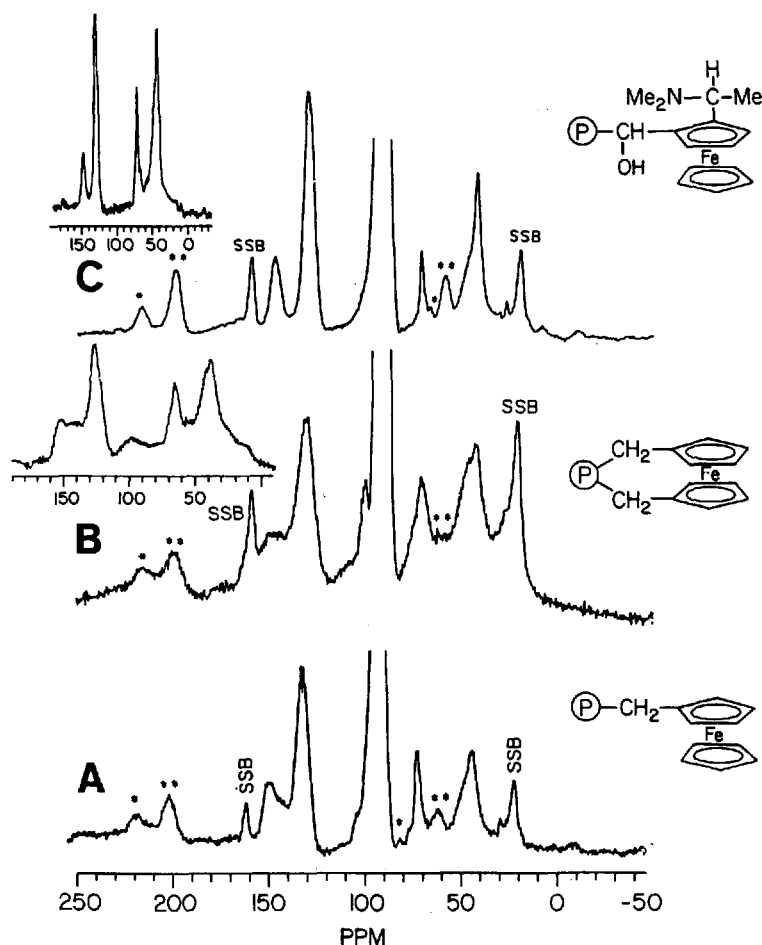 150 100 50 0
C
* ** SSB * ** SSB
H
Me2N—C—Me
P—CH
OH
Fe
150 100 50
B
* ** SSB ** SSB
CH2
P
CH2
Fe
A
* ** SSB * ** SSB
P—CH2
Fe
250 200 150 100 50 0 -50
PPM